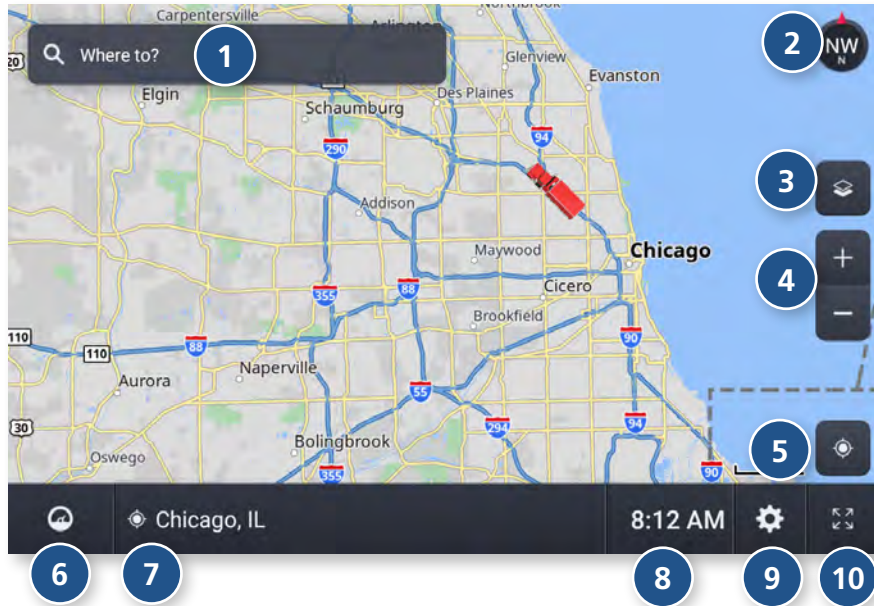 Carpentersville
Northbrook
Arlington
Where to?
1
2
NW
N
20
Glenview
Evanston
Elgin
Des Plaines
Schaumburg
94
290
3
Addison
Maywood
Chicago
4
355
88
Cicero
Brookfield
110
110
88
90
Naperville
Aurora
55
30
294
94
Bolingbrook
5
Oswego
355
90
Chicago, IL
8:12 AM
6
7
8
9
10